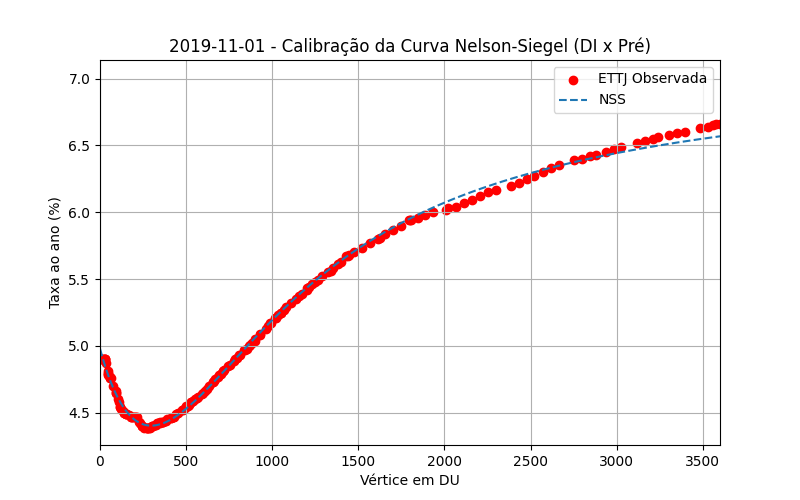 2019-11-01 - Calibração da Curva Nelson-Siegel (DI x Pré)
ETTJ Observada
NSS
Taxa ao ano (%)
7.0
6.5
6.0
5.5
5.0
4.5
0 500 1000 1500 2000 2500 3000 3500
Vértice em DU